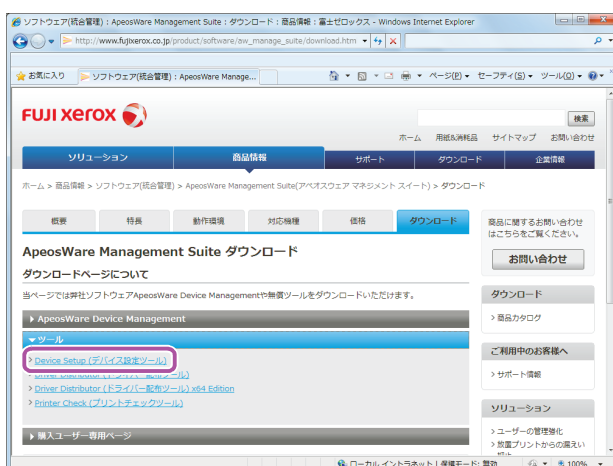 ソフトウェア(統合管理) : ApeosWare Management Suite : ダウンロード : 商品情報 : 富士ゼロックス - Windows Internet Explorer
http://www.fujixerox.co.jp/product/software/aw_manage_suite/download.htm
お気に入り
ソフトウェア(統合管理) : ApeosWare Manage...
ページ(P)
セーフティ(S)
ツール(O)
FUJI XEROX
検索
ホーム 用紙&消耗品 サイトマップ お問い合わせ
ソリューション 商品情報 サポート ダウンロード 企業情報
ホーム > 商品情報 > ソフトウェア(統合管理) > ApeosWare Management Suite(アペオスウェア マネジメント スイート) > ダウンロード
概要 特長 動作環境 対応機種 価格 ダウンロード
商品に関するお問い合わせ
はこちらをご覧ください。
お問い合わせ
ApeosWare Management Suite ダウンロード
ダウンロードページについて
当ページでは弊社ソフトウェアApeosWare Device Managementや無償ツールをダウンロードいただけます。
ApeosWare Device Management
ツール
> Device Setup (デバイス設定ツール)
> Driver Distributor (ドライバー配布ツール)
> Driver Distributor (ドライバー配布ツール) x64 Edition
> Printer Check (プリントチェックツール)
購入ユーザー専用ページ
ダウンロード
> 商品カタログ
ご利用中のお客様へ
> サポート情報
ソリューション
> ユーザーの管理強化
> 放置プリントからの漏えい
ローカル イントラネット | 保護モード: 無効
100%